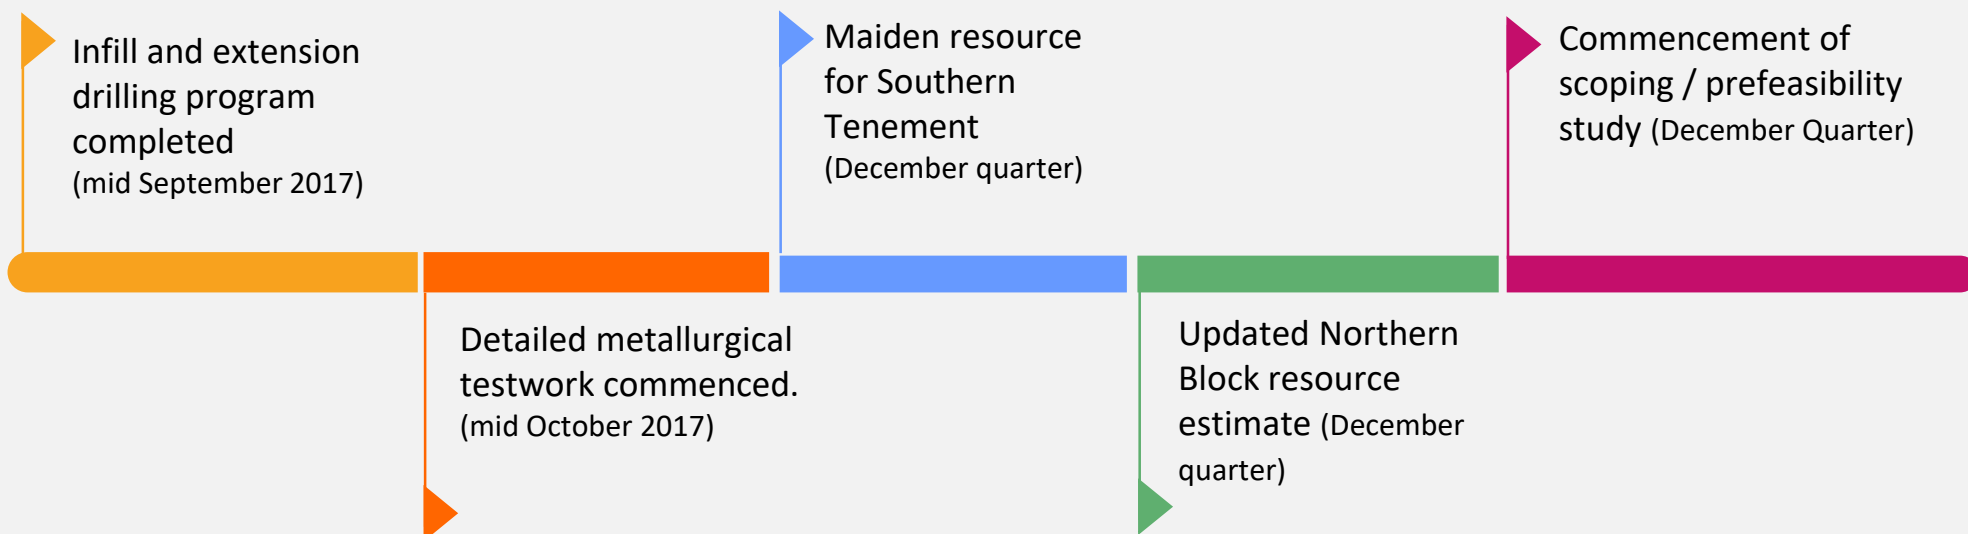 Infill and extension
drilling program
completed
(mid September 2017)
Detailed metallurgical
testwork commenced.
(mid October 2017)
Maiden resource
for Southern
Tenement
(December quarter)
Updated Northern
Block resource
estimate (December
quarter)
Commencement of
scoping / prefeasibility
study (December Quarter)